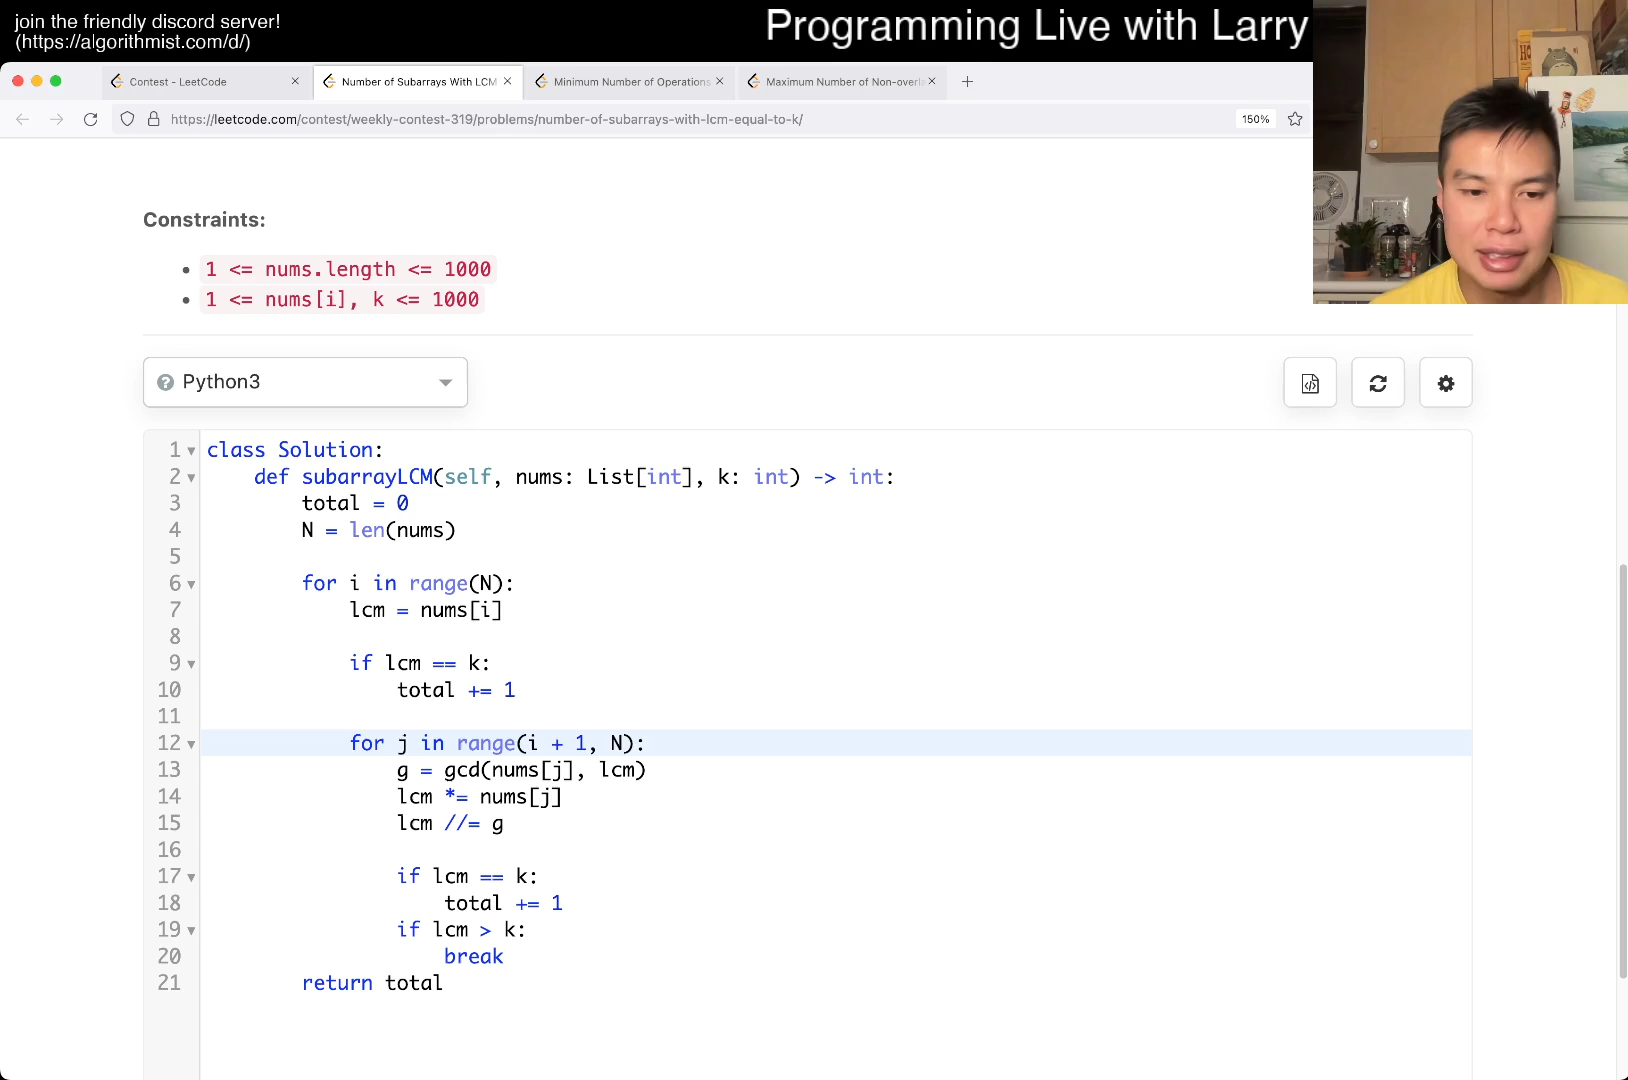 join the friendly discord server!
(https://algorithmist.com/d/)
Programming Live with Larry
Contest - LeetCode
Number of Subarrays With LCM
Minimum Number of Operations
Maximum Number of Non-overla
https://leetcode.com/contest/weekly-contest-319/problems/number-of-subarrays-with-lcm-equal-to-k/
150%
Constraints:
1 <= nums.length <= 1000
1 <= nums[i], k <= 1000
Python3
1 class Solution:
2 def subarrayLCM(self, nums: List[int], k: int) -> int:
3 total = 0
4 N = len(nums)
5
6 for i in range(N):
7 lcm = nums[i]
8
9 if lcm == k:
10 total += 1
11
12 for j in range(i + 1, N):
13 g = gcd(nums[j], lcm)
14 lcm *= nums[j]
15 lcm //= g
16
17 if lcm == k:
18 total += 1
19 if lcm > k:
20 break
21 return total